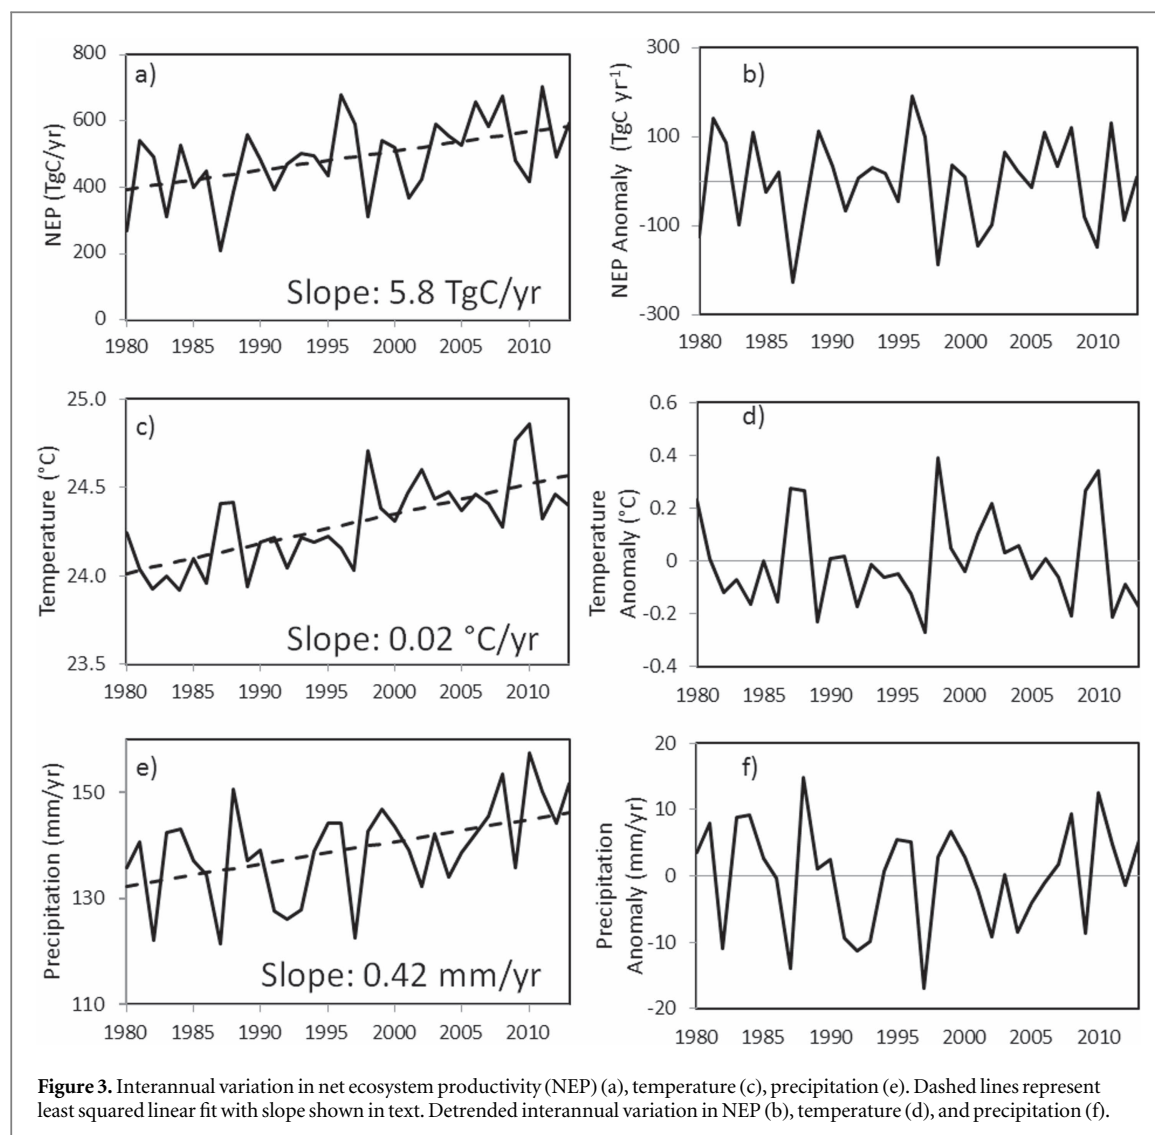 a)
NEP (TgC/yr)
800
600
400
200
0
Slope: 5.8 TgC/yr
1980 1985 1990 1995 2000 2005 2010
b)
NEP Anomaly (TgC yr⁻¹)
300
100
-100
-300
1980 1985 1990 1995 2000 2005 2010
c)
Temperature (°C)
25.0
24.5
24.0
23.5
Slope: 0.02 °C/yr
1980 1985 1990 1995 2000 2005 2010
d)
Temperature
Anomaly (°C)
0.6
0.4
0.2
0
-0.2
-0.4
1980 1985 1990 1995 2000 2005 2010
e)
Precipitation (mm/yr)
150
130
110
Slope: 0.42 mm/yr
1980 1985 1990 1995 2000 2005 2010
f)
Precipitation
Anomaly (mm/yr)
20
10
0
-10
-20
1980 1985 1990 1995 2000 2005 2010
Figure 3. Interannual variation in net ecosystem productivity (NEP) (a), temperature (c), precipitation (e). Dashed lines represent
least squared linear fit with slope shown in text. Detrended interannual variation in NEP (b), temperature (d), and precipitation (f).